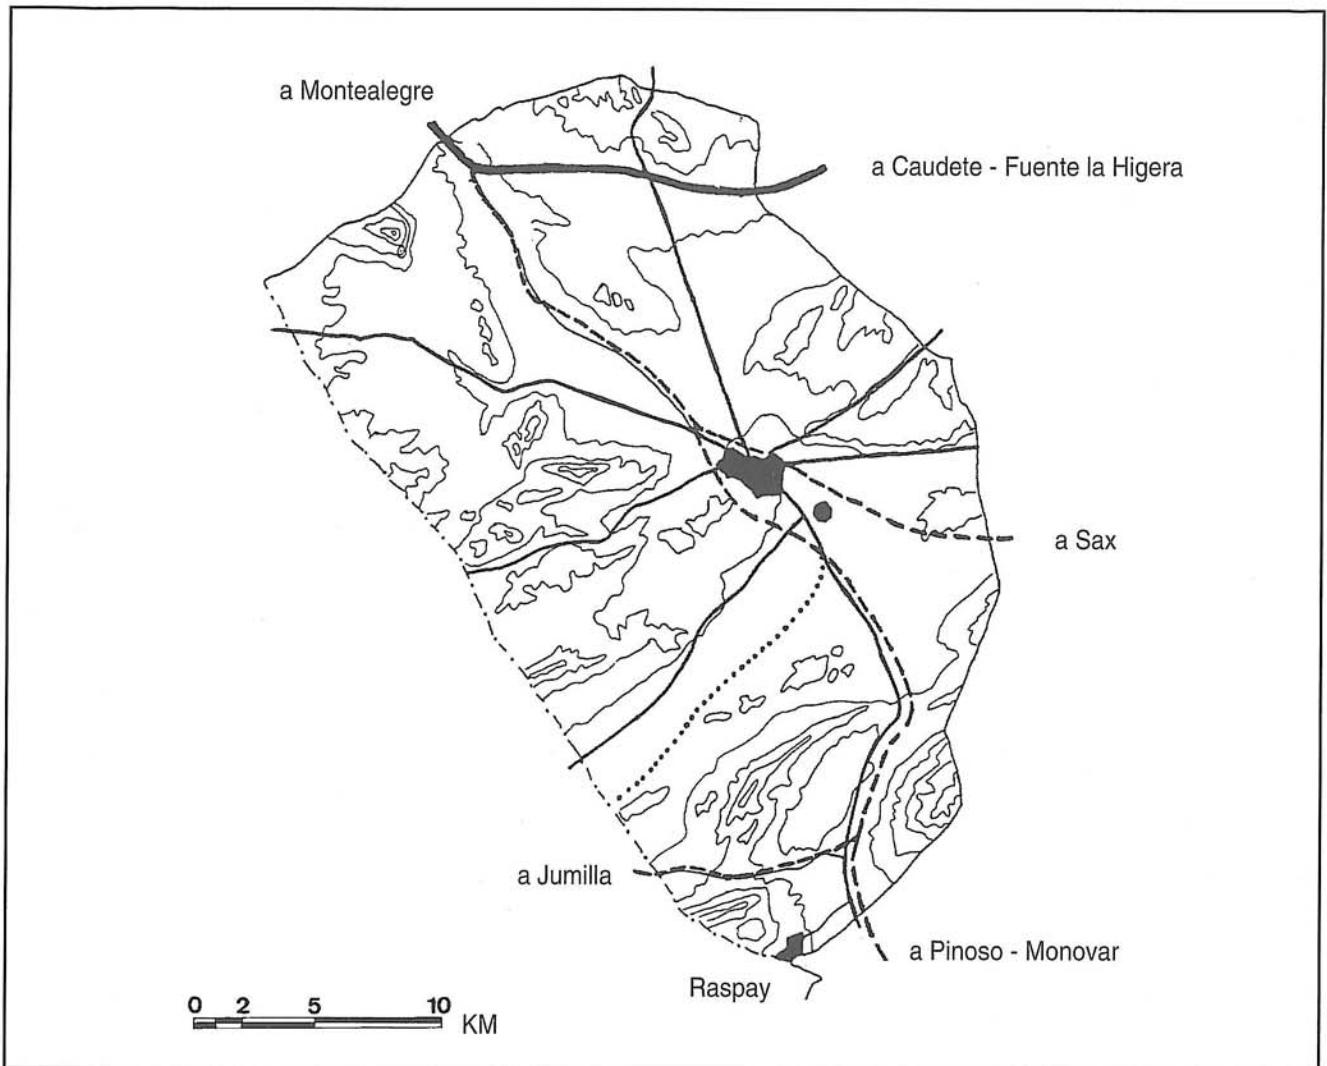 a Montealegre
a Caudete - Fuente la Higera
a Sax
a Jumilla
a Pinoso - Monovar
Raspay
0 2 5 10
KM